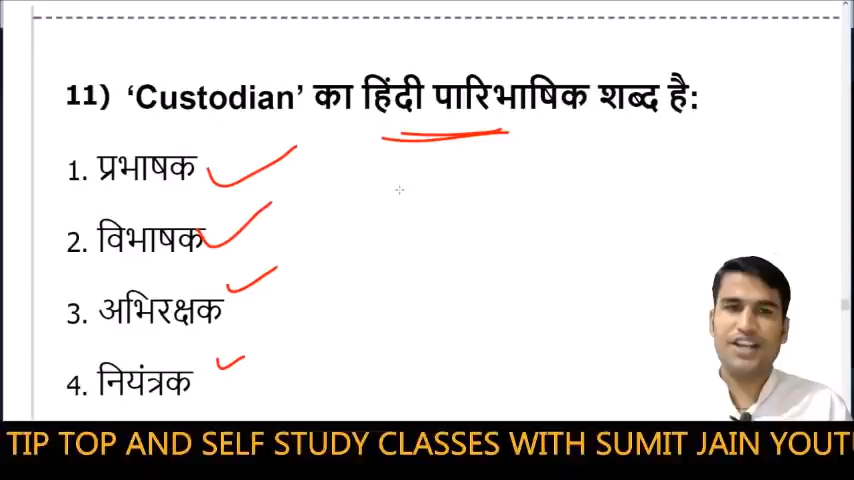 11) ‘Custodian’ का हिंदी पारिभाषिक शब्द है:
1. प्रभाषक
2. विभाषक
3. अभिरक्षक
4. नियंत्रक
TIP TOP AND SELF STUDY CLASSES WITH SUMIT JAIN YOUT